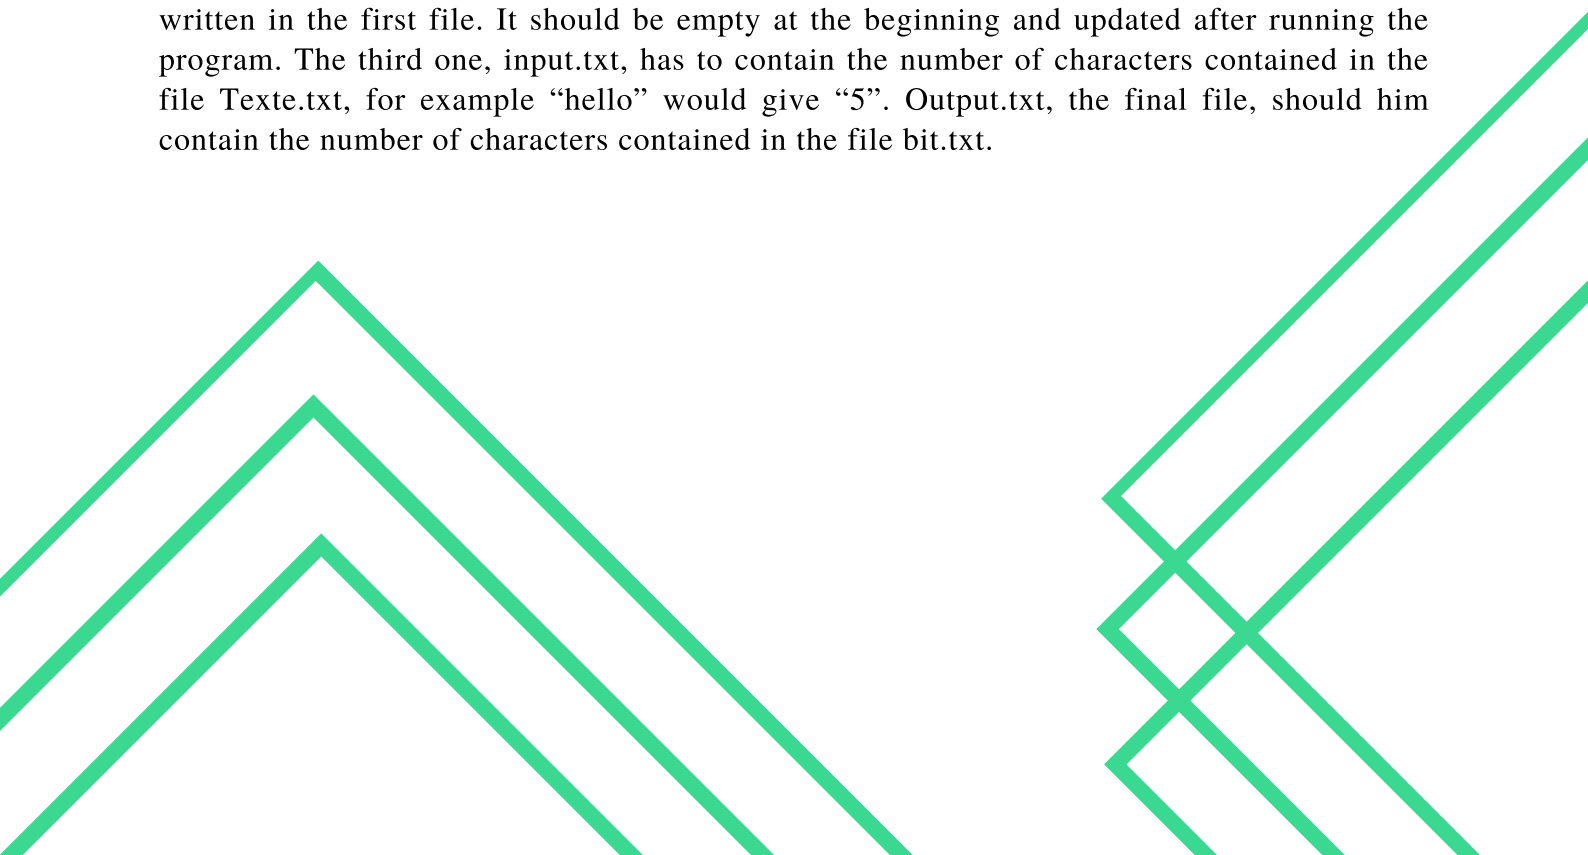 written in the first file. It should be empty at the beginning and updated after running the
program. The third one, input.txt, has to contain the number of characters contained in the
file Texte.txt, for example “hello” would give “5”. Output.txt, the final file, should him
contain the number of characters contained in the file bit.txt.